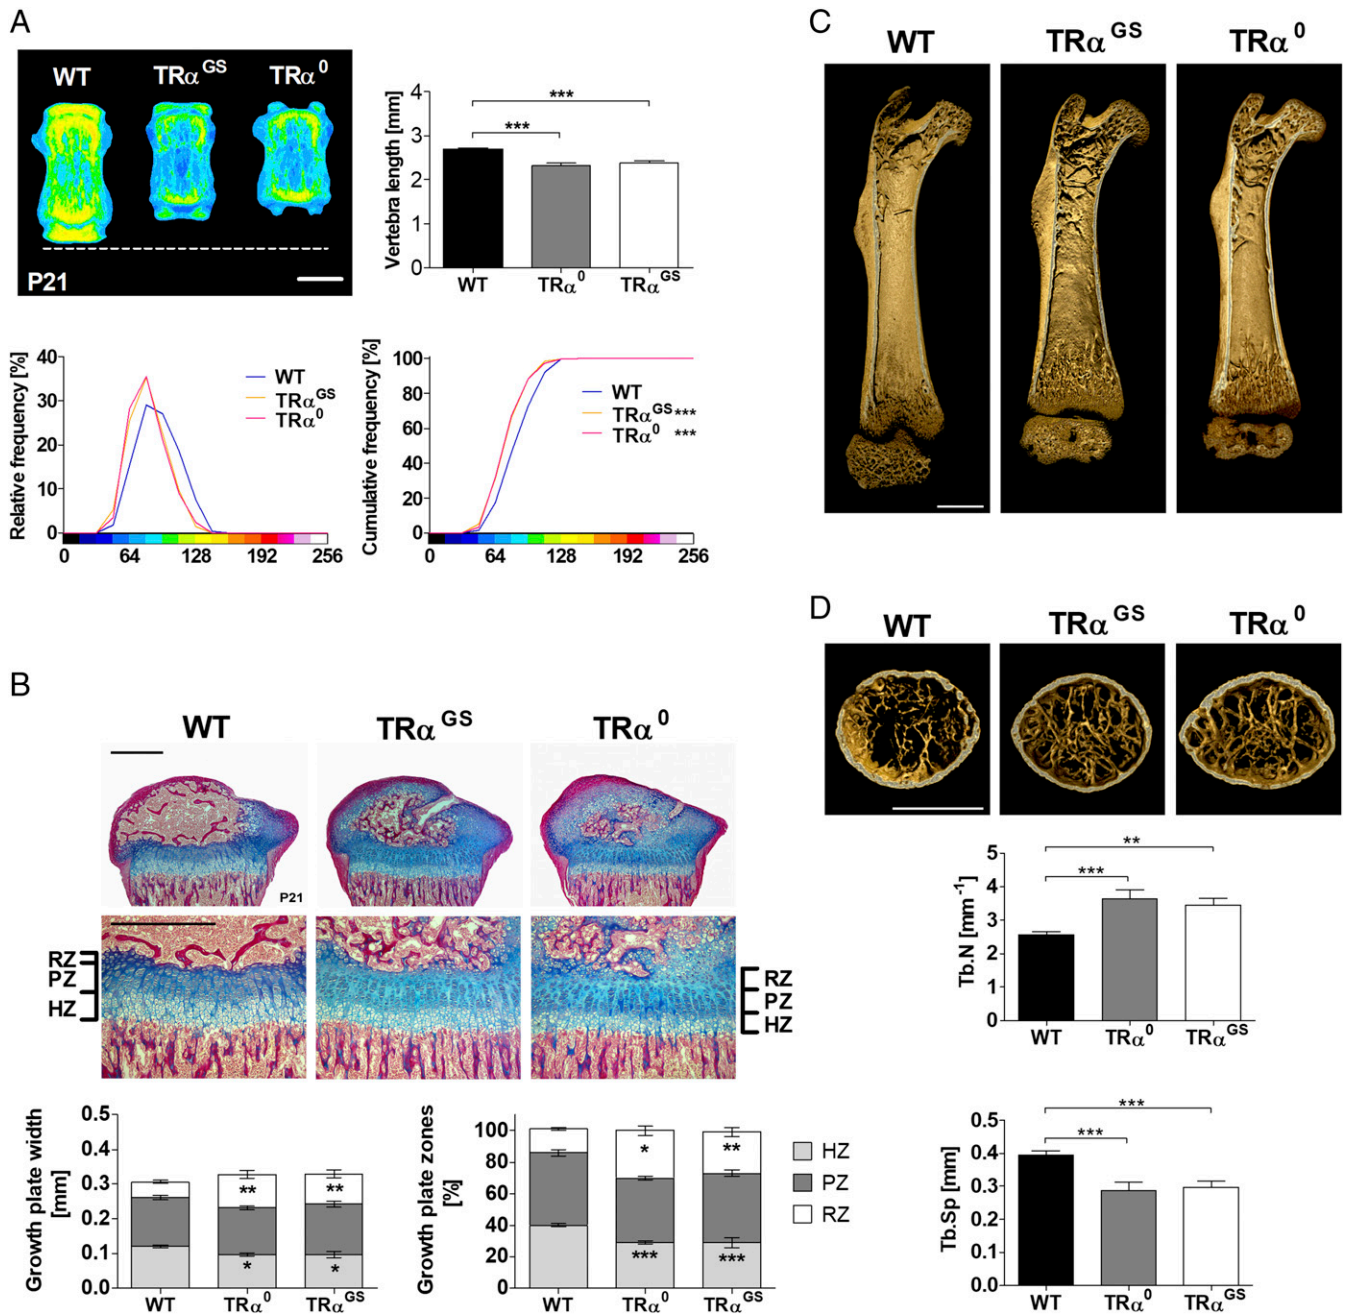 A
WT TRα^GS TRα^0
P21
Vertebra length [mm]
4
3
2
1
0
***
***
WT TRα^0 TRα^GS
Relative frequency [%]
40
30
20
10
0
WT
TRα^GS
TRα^0
0 64 128 192 256
Cumulative frequency [%]
100
80
60
40
20
0
WT
TRα^GS ***
TRα^0 ***
0 64 128 192 256
B
WT TRα^GS TRα^0
P21
RZ
PZ
HZ
RZ
PZ
HZ
Growth plate width
[mm]
0.5
0.4
0.3
0.2
0.1
0.0
** **
* *
WT TRα^0 TRα^GS
Growth plate zones
[%]
100
80
60
40
20
0
* **
*** ***
WT TRα^0 TRα^GS
HZ
PZ
RZ
C
WT TRα^GS TRα^0
D
WT TRα^GS TRα^0
Tb.N [mm^-1]
5
4
3
2
1
0
**
***
WT TRα^0 TRα^GS
Tb.Sp [mm]
0.5
0.4
0.3
0.2
0.1
0.0
***
***
WT TRα^0 TRα^GS